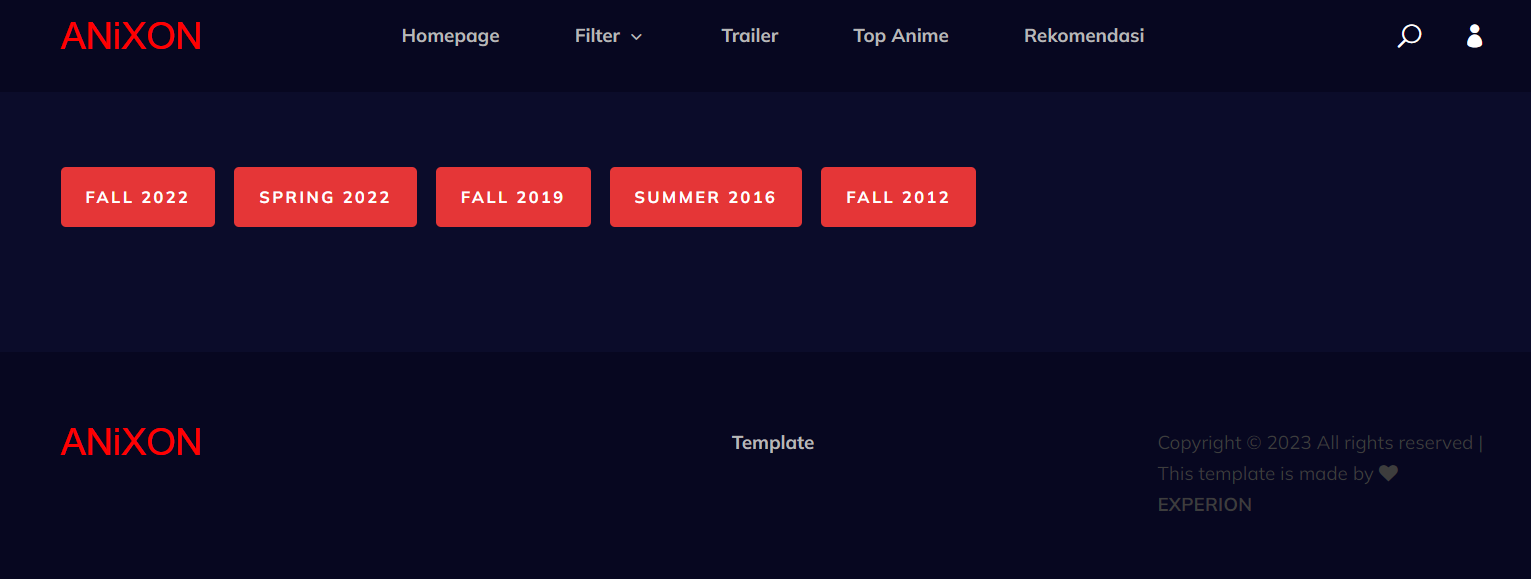 ANiXON Homepage Filter Trailer Top Anime Rekomendasi
FALL 2022 SPRING 2022 FALL 2019 SUMMER 2016 FALL 2012
ANiXON Template Copyright © 2023 All rights reserved |
This template is made by ♥
EXPERION